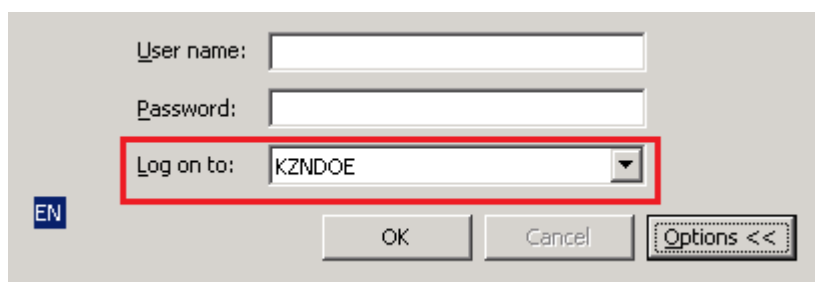 User name:
Password:
Log on to: KZNDOE
EN
OK Cancel Options <<